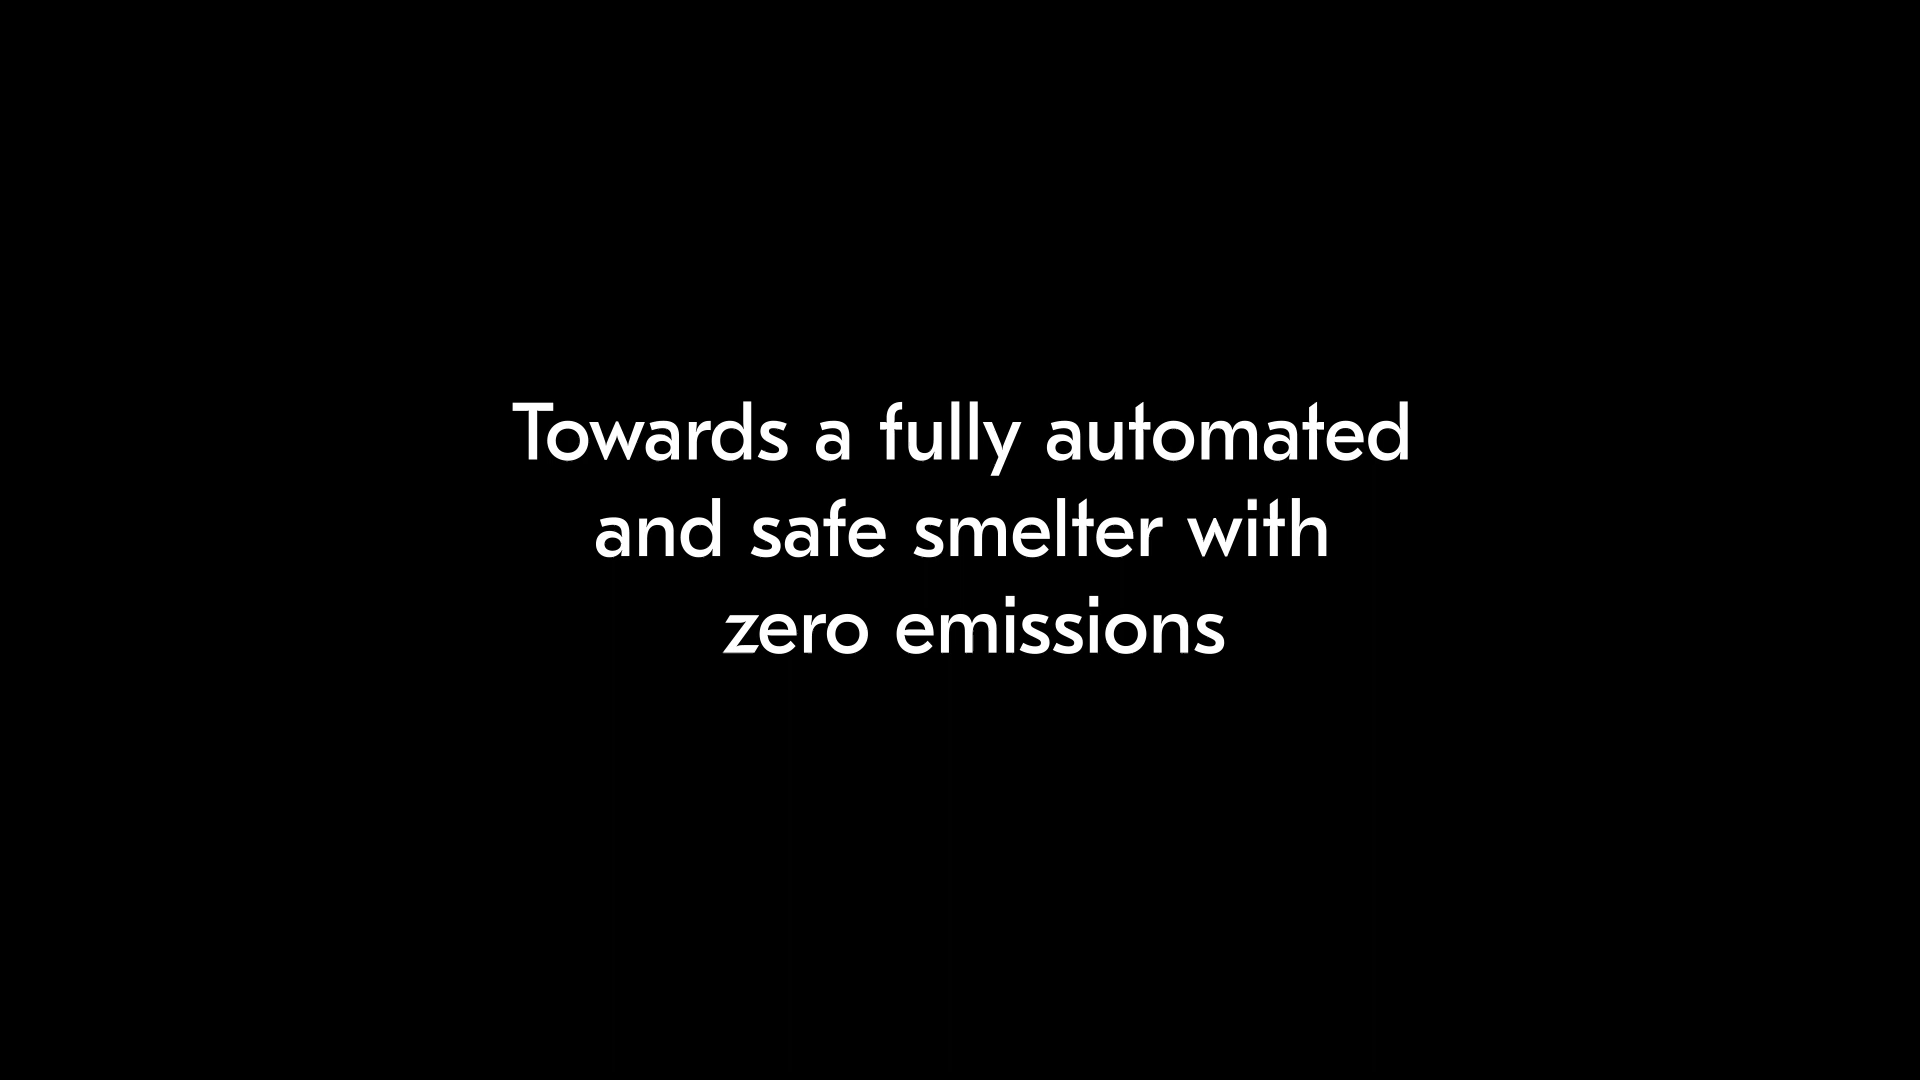 Towards a fully automated
and safe smelter with
zero emissions